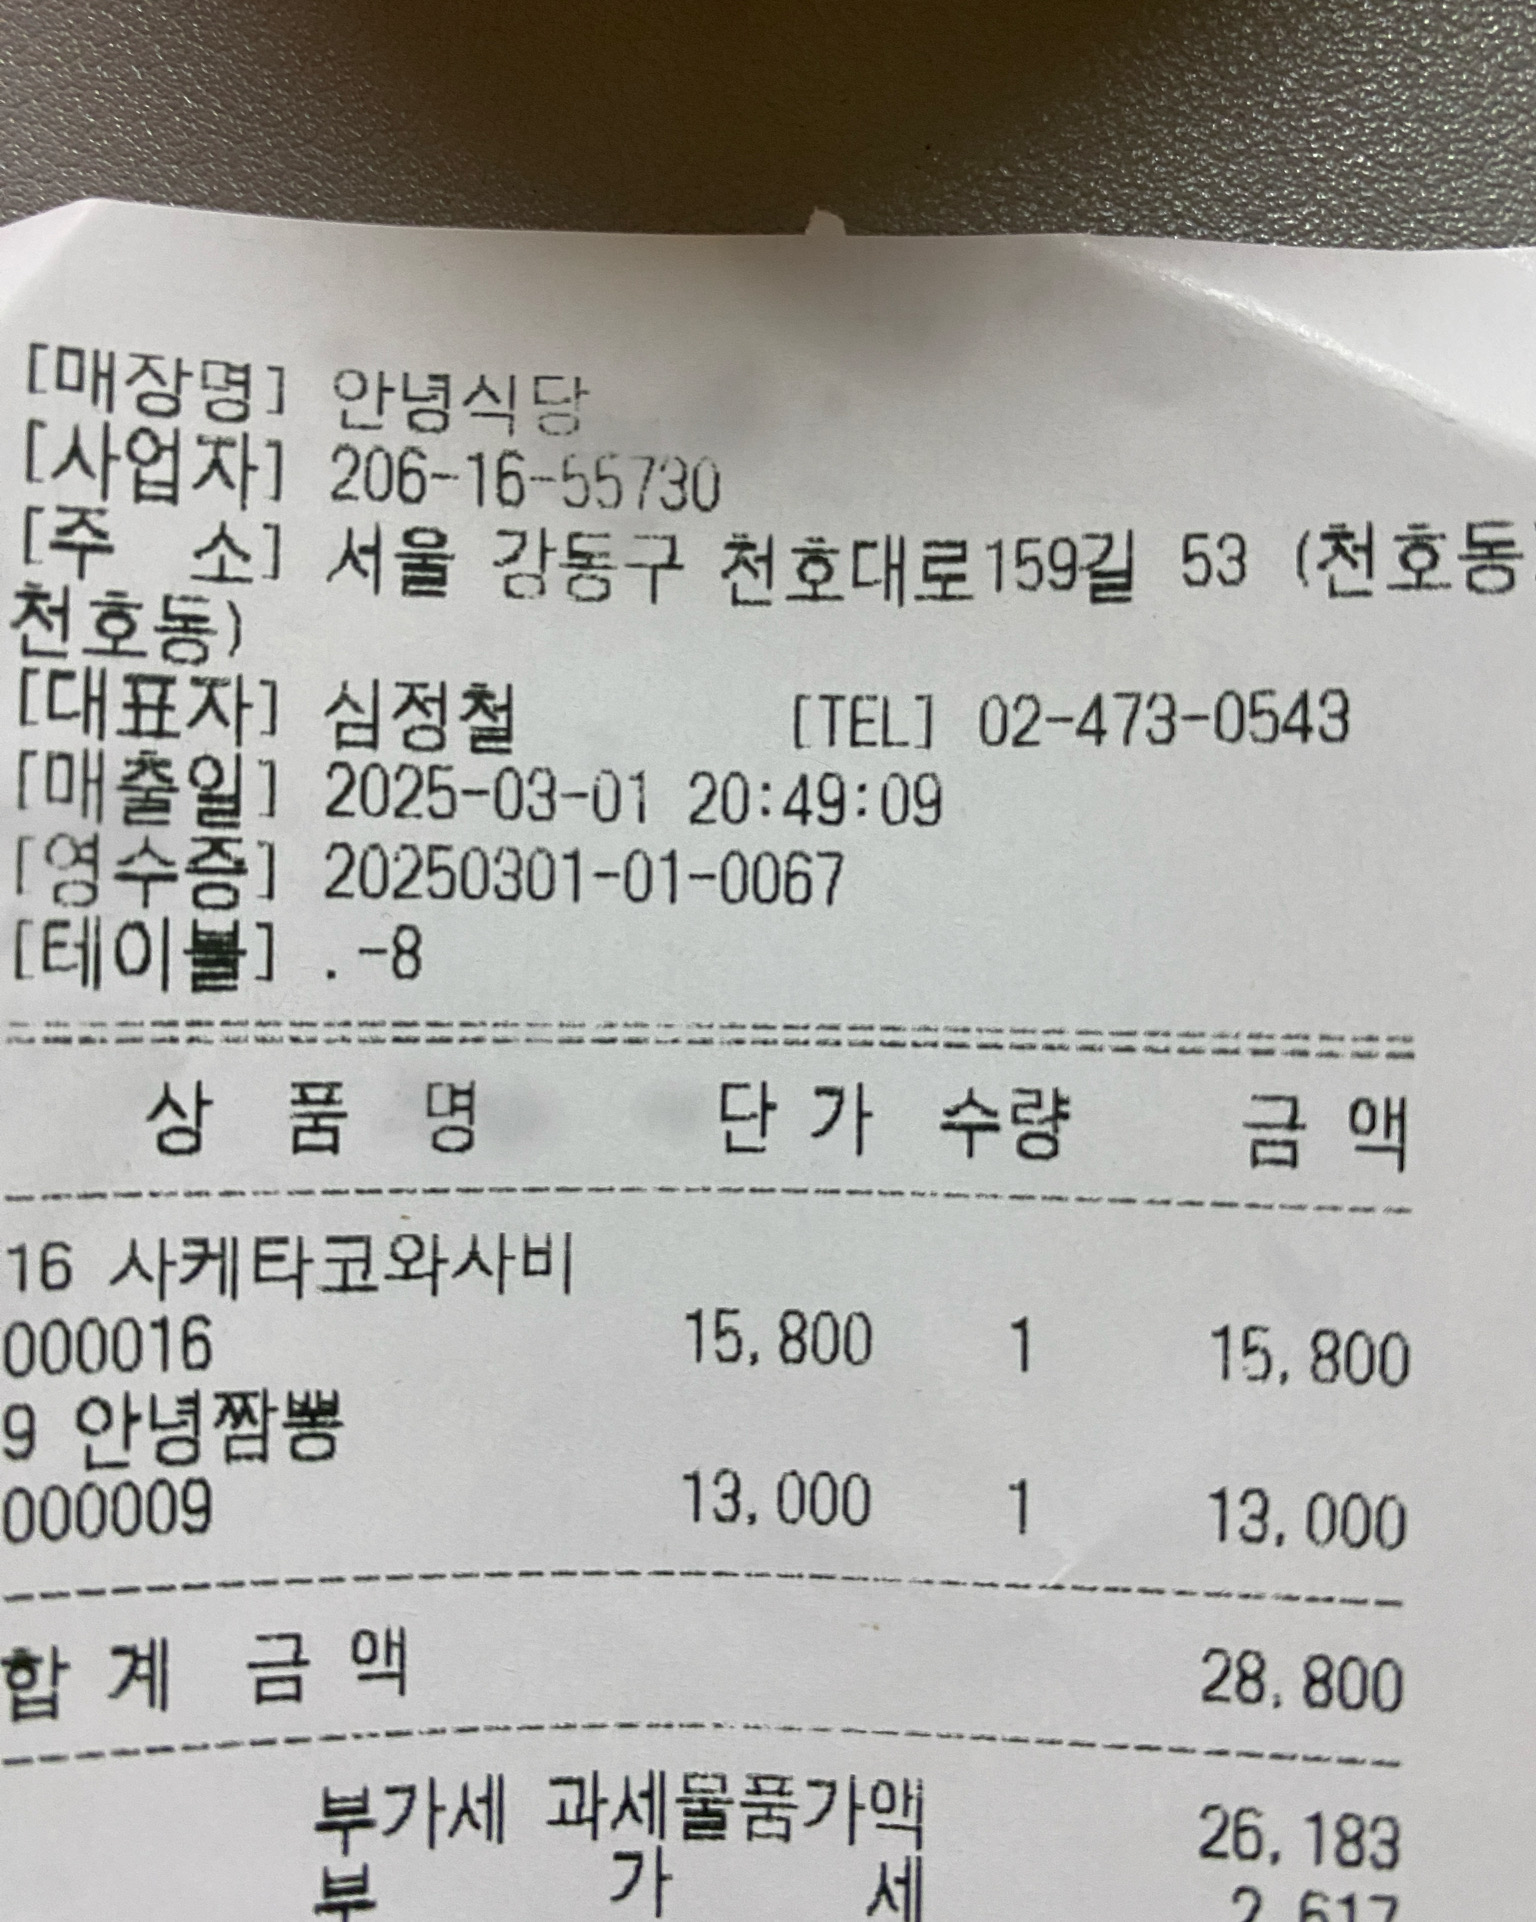 [매장명] 안녕식당
[사업자] 206-16-55730
[주 소] 서울 강동구 천호대로159길 53 (천호동,
천호동)
[대표자] 심정철 [TEL] 02-473-0543
[매출일] 2025-03-01 20:49:09
[영수증] 20250301-01-0067
[테이블] .-8
상 품 명 단 가 수량 금 액
16 사케타코와사비
000016 15,800 1 15,800
9 안녕짬뽕
000009 13,000 1 13,000
합 계 금 액 28,800
부가세 과세물품가액 26,183
부 가 세 2,617